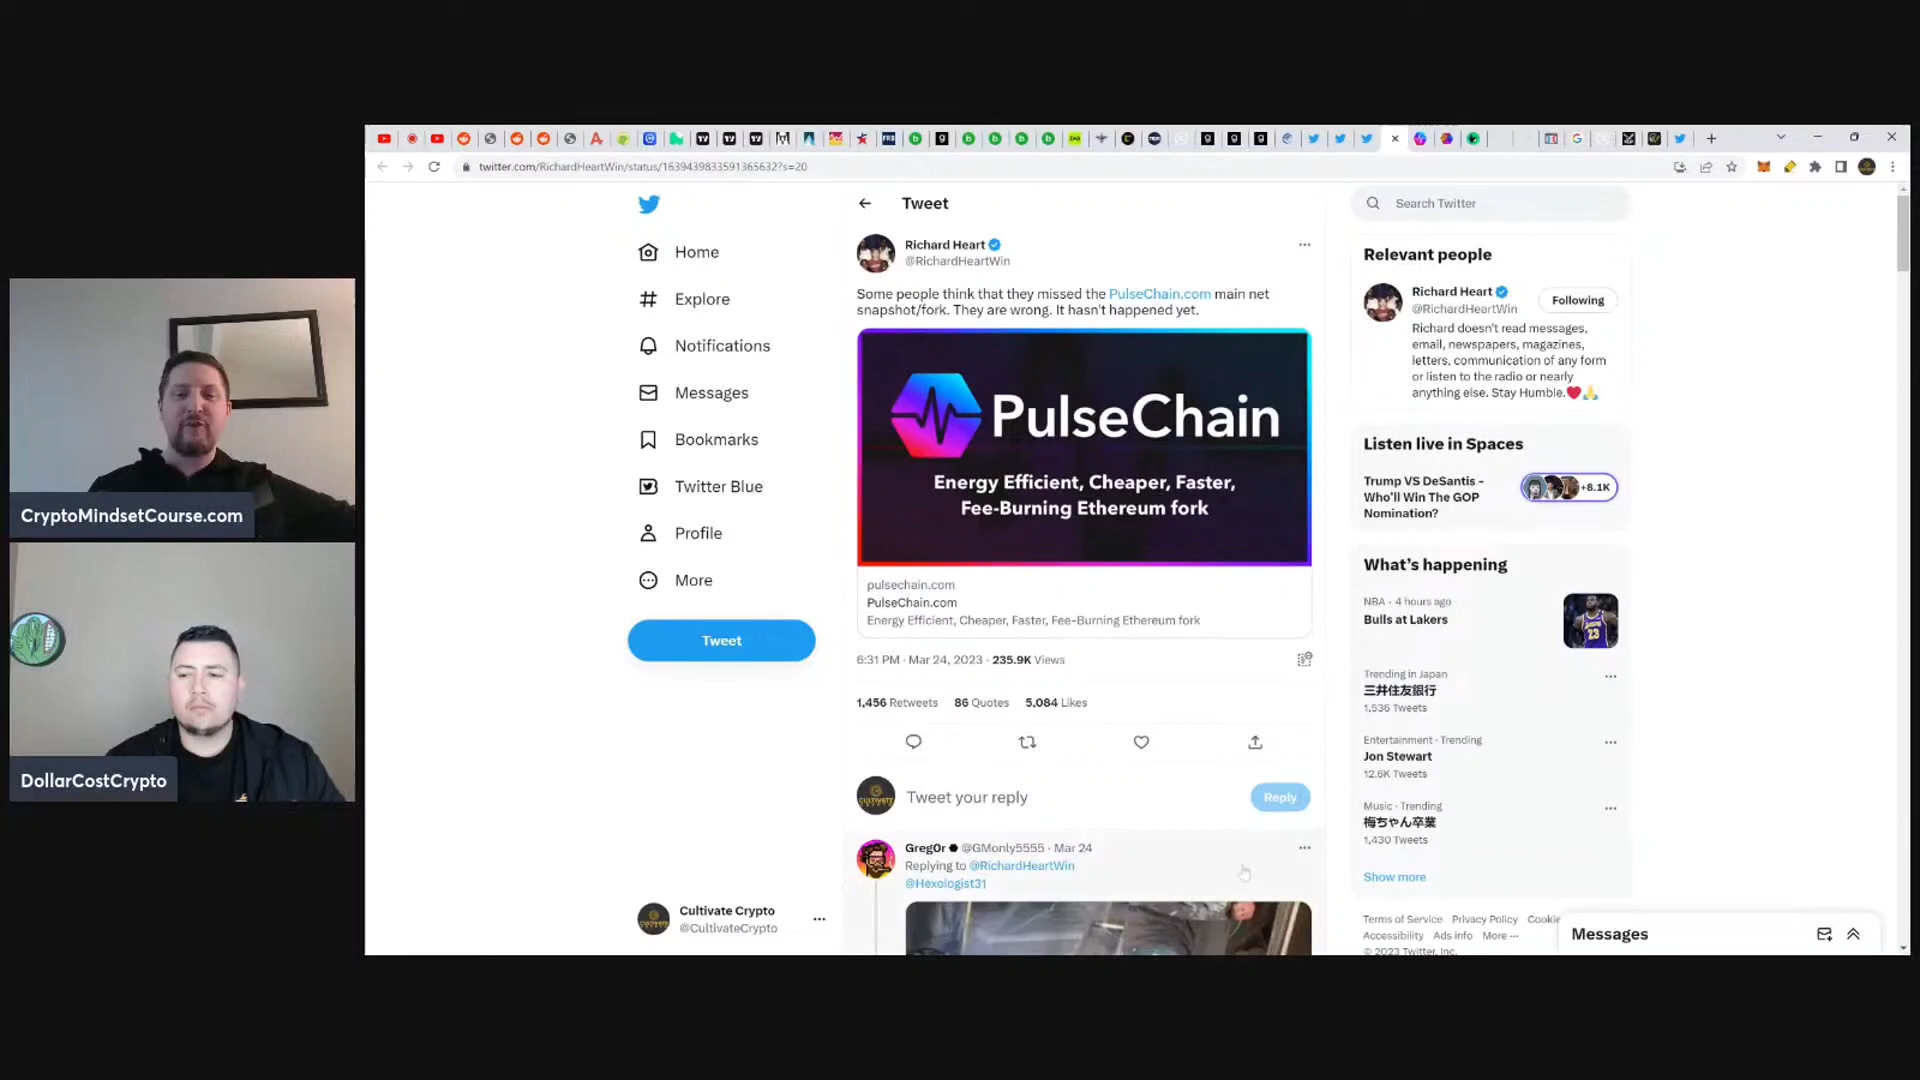 twitter.com/RichardHeartWin/status/1639439833591365632?s=20
CryptoMindsetCourse.com
DollarCostCrypto
Home
Explore
Notifications
Messages
Bookmarks
Twitter Blue
Profile
More
Tweet
Cultivate Crypto
@CultivateCrypto
Tweet
Richard Heart
@RichardHeartWin
Some people think that they missed the PulseChain.com main net
snapshot/fork. They are wrong. It hasn't happened yet.
PulseChain
Energy Efficient, Cheaper, Faster,
Fee-Burning Ethereum fork
pulsechain.com
PulseChain.com
Energy Efficient, Cheaper, Faster, Fee-Burning Ethereum fork
6:31 PM · Mar 24, 2023 · 235.9K Views
1,456 Retweets 86 Quotes 5,084 Likes
Tweet your reply
Reply
Greg0r @GMonly5555 · Mar 24
Replying to @RichardHeartWin
@Hexologist31
Search Twitter
Relevant people
Richard Heart
@RichardHeartWin
Following
Richard doesn't read messages,
email, newspapers, magazines,
letters, communication of any form
or listen to the radio or nearly
anything else. Stay Humble.❤️🙏
Listen live in Spaces
Trump VS DeSantis -
Who'll Win The GOP
Nomination?
+8.1K
What's happening
NBA · 4 hours ago
Bulls at Lakers
Trending in Japan
三井住友銀行
1,536 Tweets
Entertainment · Trending
Jon Stewart
12.6K Tweets
Music · Trending
梅ちゃん卒業
1,430 Tweets
Show more
Terms of Service Privacy Policy Cookie
Accessibility Ads info More ···
© 2023 Twitter, Inc.
Messages